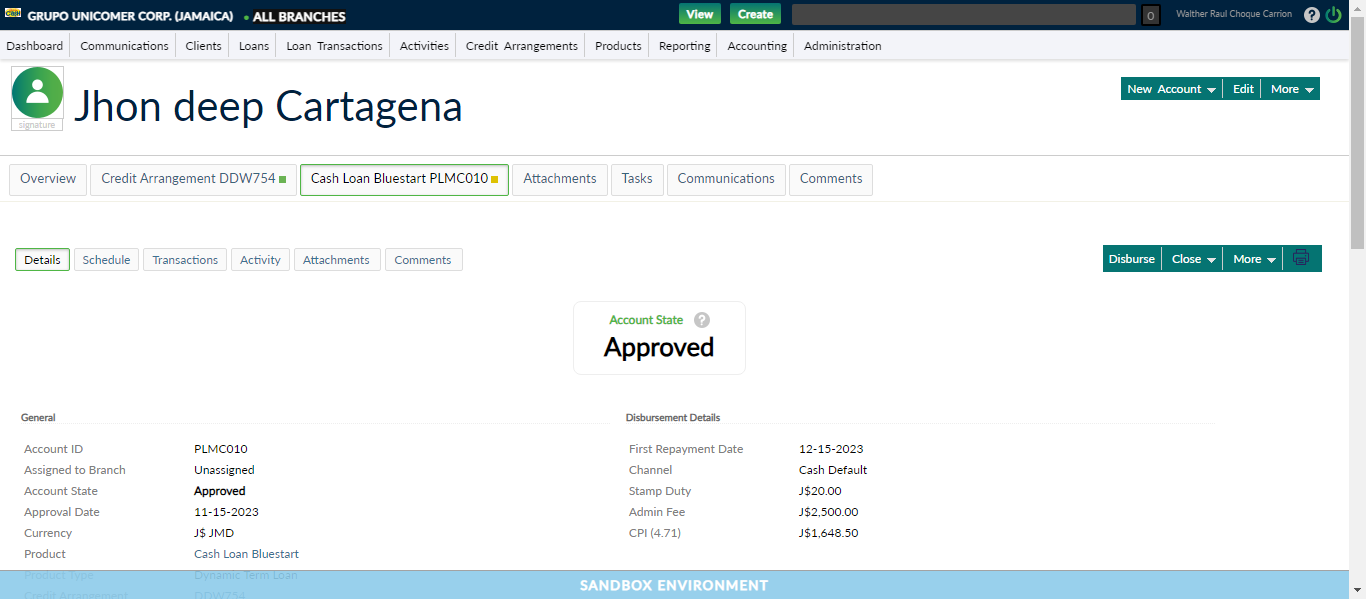 GRUPO UNICOMER CORP. (JAMAICA) • ALL BRANCHES View Create 0 Walther Raul Choque Carrion ?
Dashboard Communications Clients Loans Loan Transactions Activities Credit Arrangements Products Reporting Accounting Administration
Jhon deep Cartagena
signature
New Account Edit More
Overview Credit Arrangement DDW754 Cash Loan Bluestart PLMC010 Attachments Tasks Communications Comments
Details Schedule Transactions Activity Attachments Comments
Disburse Close More
Account State ?
Approved
General
Account ID PLMC010
Assigned to Branch Unassigned
Account State Approved
Approval Date 11-15-2023
Currency J$ JMD
Product Cash Loan Bluestart
Product Type Dynamic Term Loan
Credit Arrangement DDW754
Disbursement Details
First Repayment Date 12-15-2023
Channel Cash Default
Stamp Duty J$20.00
Admin Fee J$2,500.00
CPI (4.71) J$1,648.50
SANDBOX ENVIRONMENT